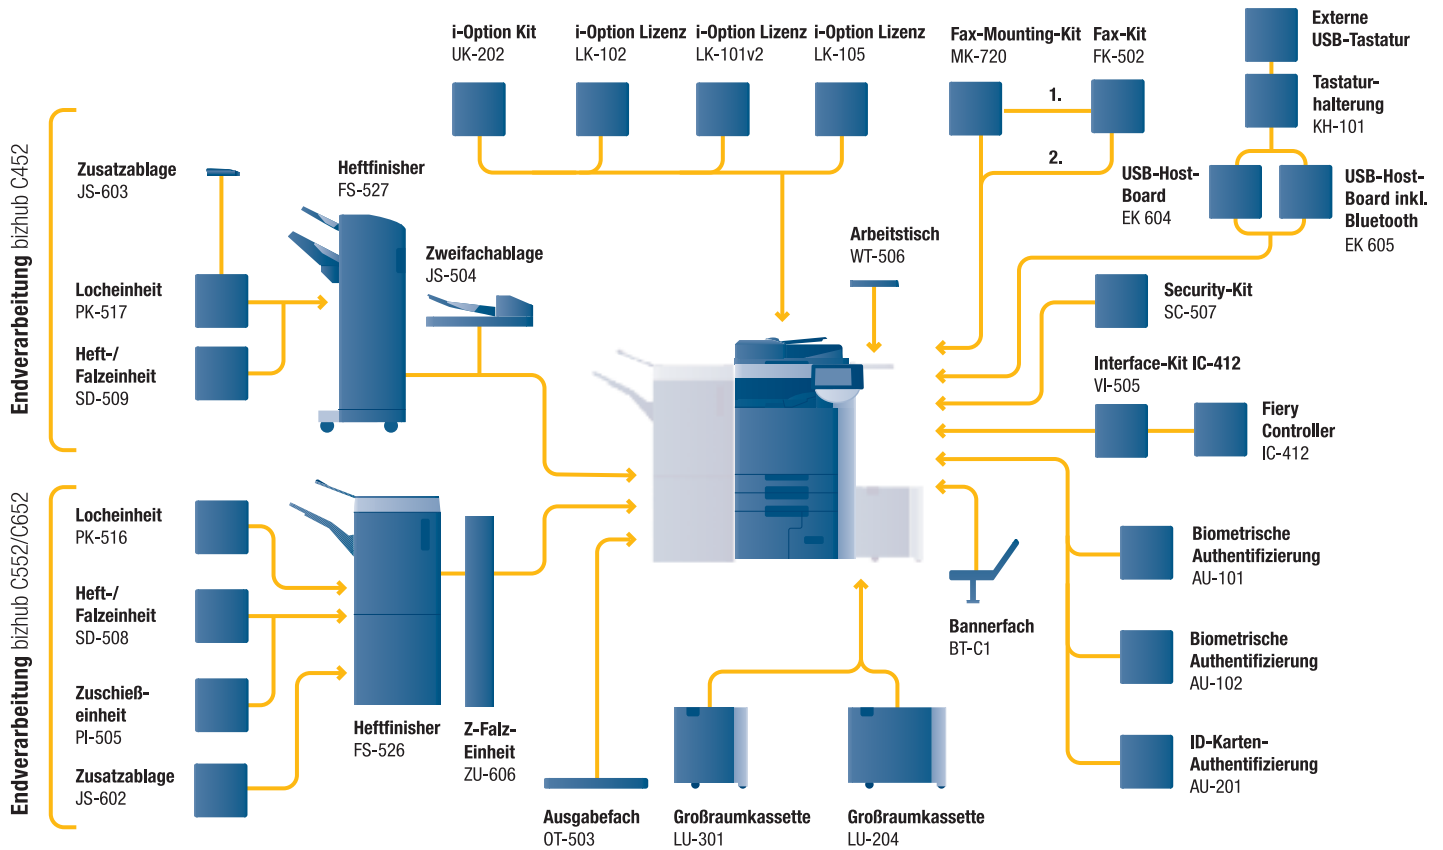 i-Option Kit
UK-202
i-Option Lizenz
LK-102
i-Option Lizenz
LK-101v2
i-Option Lizenz
LK-105
Fax-Mounting-Kit
MK-720
Fax-Kit
FK-502
1.
2.
Externe
USB-Tastatur
Tastatur-
halterung
KH-101
USB-Host-
Board
EK 604
USB-Host-
Board inkl.
Bluetooth
EK 605
Endverarbeitung bizhub C452
Zusatzablage
JS-603
Heftfinisher
FS-527
Locheinheit
PK-517
Heft-/
Falzeinheit
SD-509
Zweifachablage
JS-504
Arbeitstisch
WT-506
Security-Kit
SC-507
Interface-Kit IC-412
VI-505
Fiery
Controller
IC-412
Endverarbeitung bizhub C552/C652
Locheinheit
PK-516
Heft-/
Falzeinheit
SD-508
Zuschieß-
einheit
PI-505
Zusatzablage
JS-602
Heftfinisher
FS-526
Z-Falz-
Einheit
ZU-606
Ausgabefach
OT-503
Großraumkassette
LU-301
Großraumkassette
LU-204
Bannerfach
BT-C1
Biometrische
Authentifizierung
AU-101
Biometrische
Authentifizierung
AU-102
ID-Karten-
Authentifizierung
AU-201